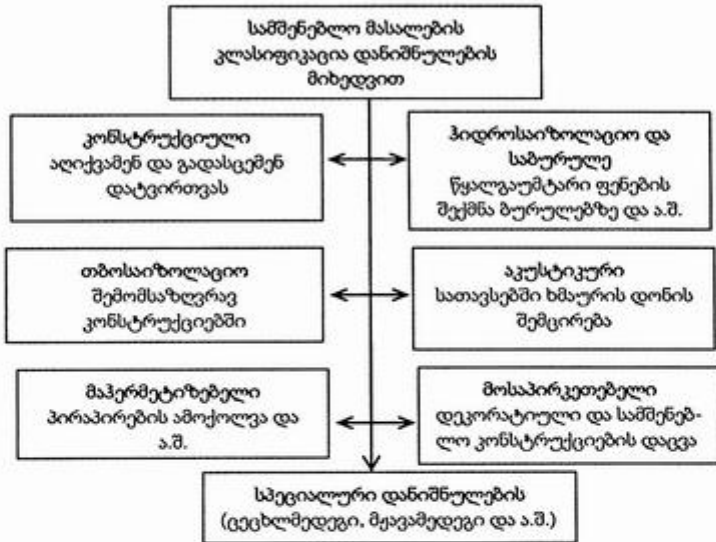 სამშენებლო მასალების
კლასიფიკაცია დანიშნულების
მიხედვით
კონსტრუქციული
აღიქვამენ და გადასცემენ
დატვირთვას
ჰიდროსაიზოლაციო და
საბურულე
წყალგაუმტარი ფენების
შექმნა ბურულებზე და ა.შ.
თბოსაიზოლაციო
შემომსაზღვრავ
კონსტრუქციებში
აკუსტიკური
სათავსებში ხმაურის დონის
შემცირება
მაჰერმეტიზებელი
პირაპირების ამოქოლვა და
ა.შ.
მოსაპირკეთებელი
დეკორატიული და სამშენებ-
ლო კონსტრუქციების დაცვა
სპეციალური დანიშნულების
(ცეცხლმედეგი, მჟავამედეგი და ა.შ.)